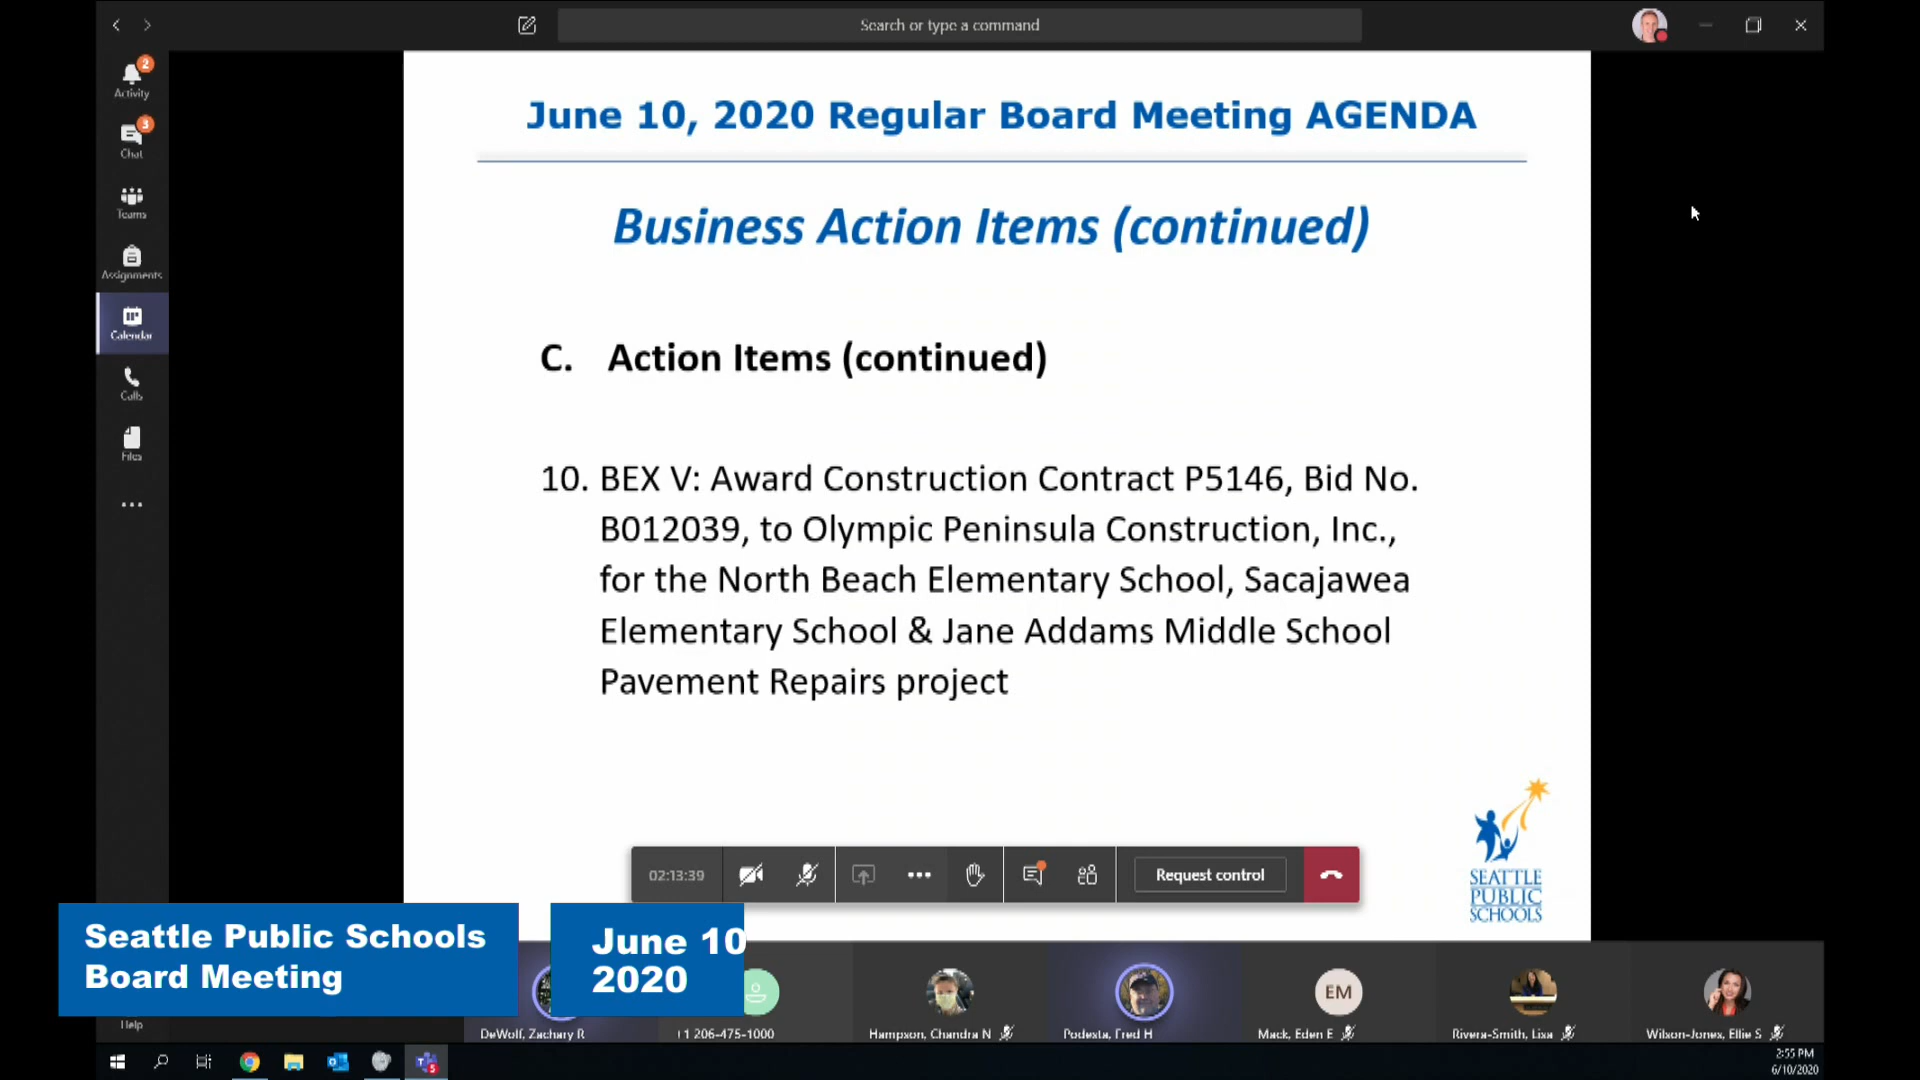 Search or type a command
2
Activity
3
Chat
Teams
Assignments
Calendar
Calls
Files
June 10, 2020 Regular Board Meeting AGENDA
Business Action Items (continued)
C. Action Items (continued)
10. BEX V: Award Construction Contract P5146, Bid No.
B012039, to Olympic Peninsula Construction, Inc.,
for the North Beach Elementary School, Sacajawea
Elementary School & Jane Addams Middle School
Pavement Repairs project
SEATTLE
PUBLIC
SCHOOLS
02:13:39
Request control
Seattle Public Schools
Board Meeting
June 10
2020
EM
Help
DeWolf, Zachary R
+1 206-475-1000
Hampson, Chandra N
Podesta, Fred H
Mack, Eden E
Rivera-Smith, Lisa
Wilson-Jones, Ellie S
5
2:55 PM
6/10/2020